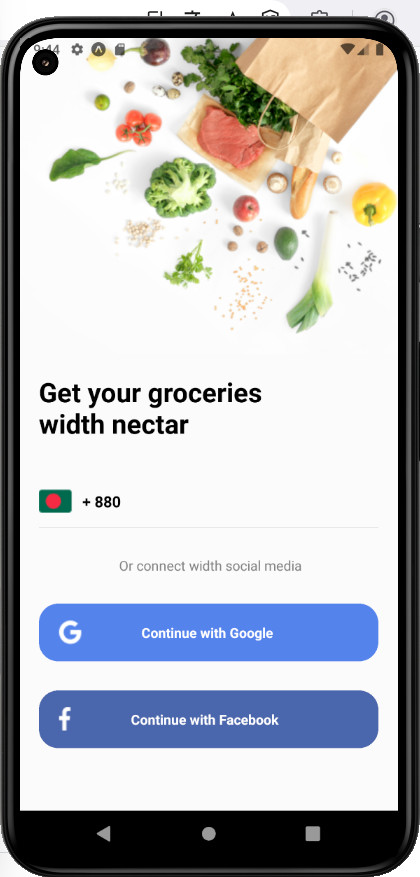 9:44
Get your groceries
width nectar
+ 880
Or connect width social media
G
Continue with Google
f
Continue with Facebook